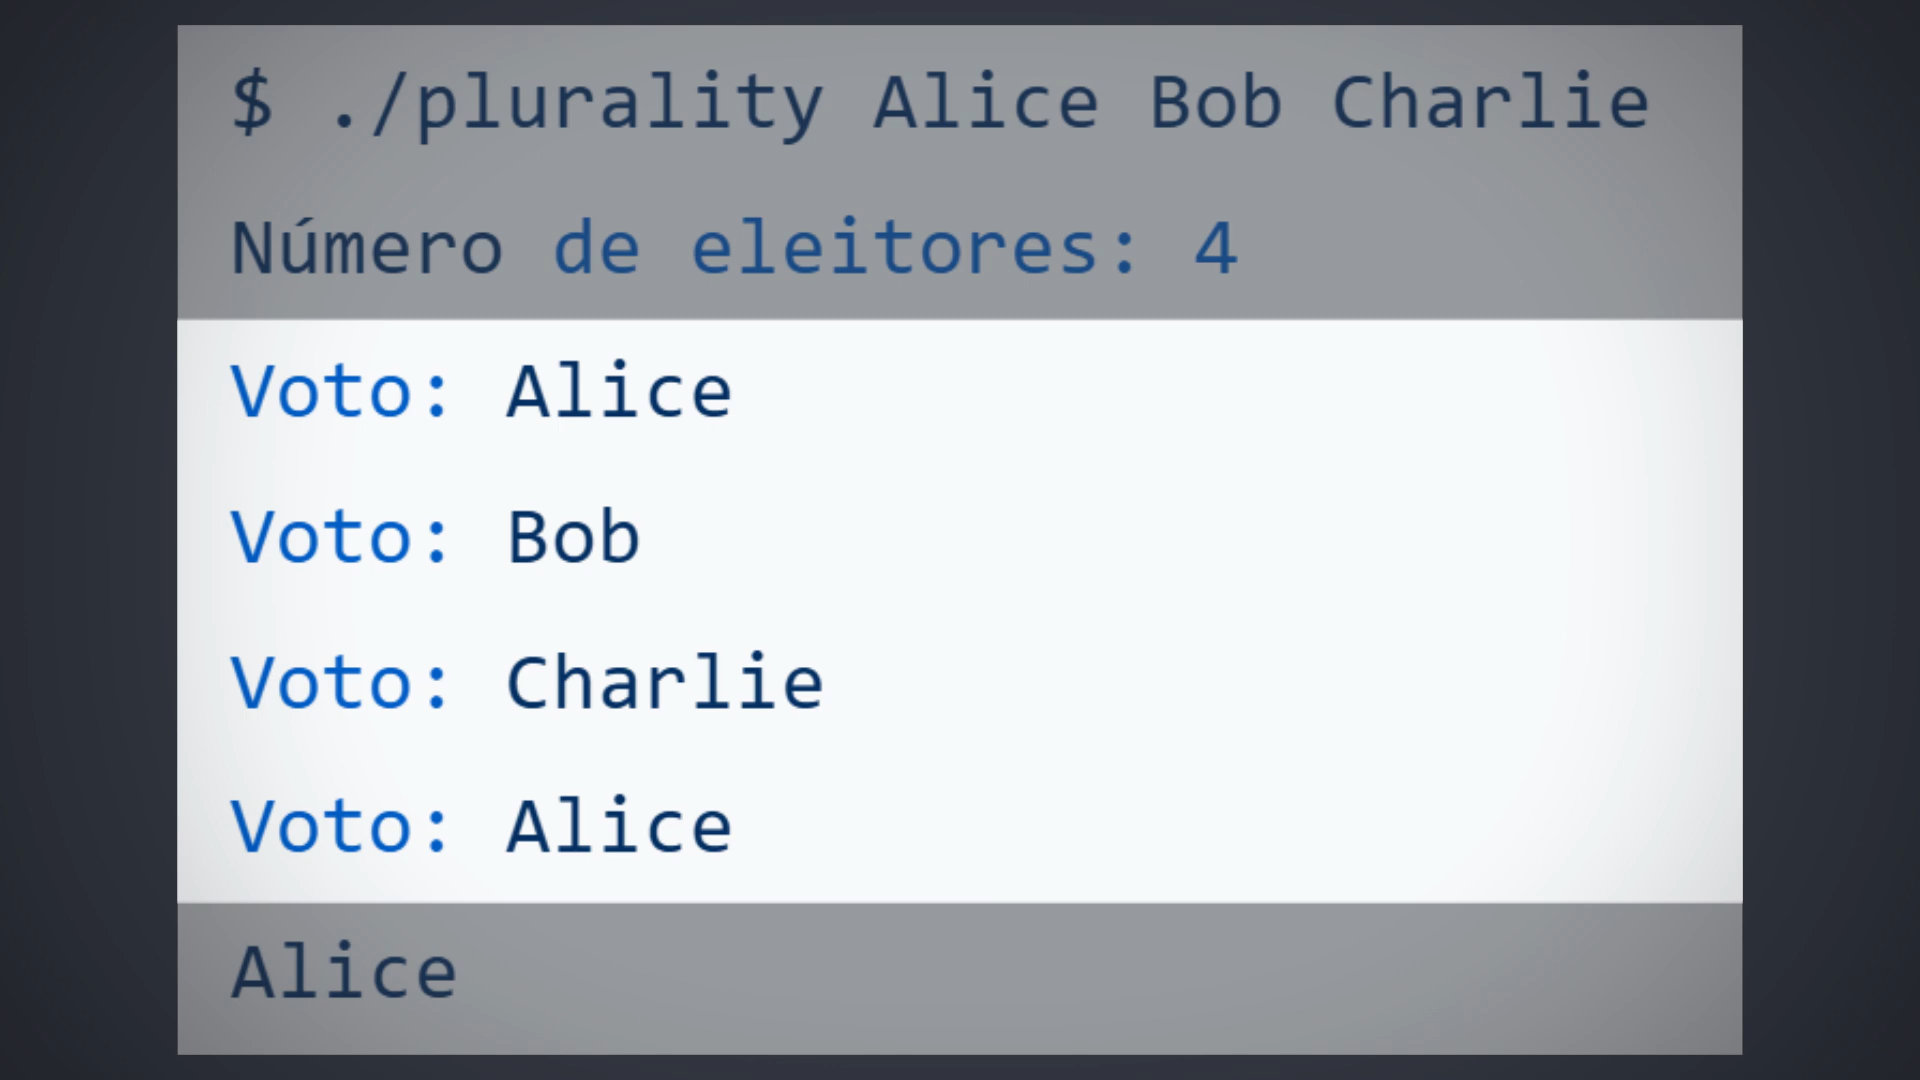 $ ./plurality Alice Bob Charlie
Número de eleitores: 4
Voto: Alice
Voto: Bob
Voto: Charlie
Voto: Alice
Alice